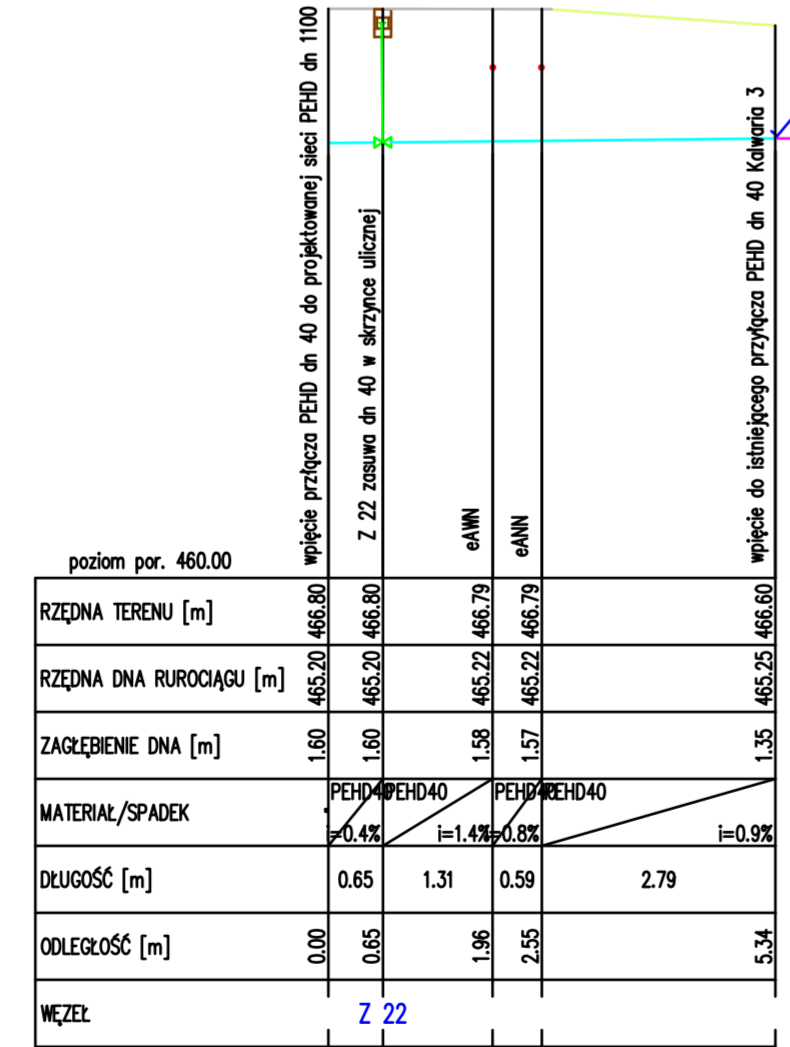 wpięcie przłącza PEHD dn 40 do projektowanej sieci PEHD dn 1100
Z 22 zasuwa dn 40 w skrzynce ulicznej
eAWN
eANN
wpięcie do istniejącego przyłącza PEHD dn 40 Kalwaria 3
poziom por. 460.00
RZĘDNA TERENU [m] 466.80 466.80 466.79 466.79 466.60
RZĘDNA DNA RUROCIĄGU [m] 465.20 465.20 465.22 465.22 465.25
ZAGŁĘBIENIE DNA [m] 1.60 1.60 1.58 1.57 1.35
MATERIAŁ/SPADEK PEHD40 PEHD40 PEHD40 PEHD40
i=0.4% i=1.4% i=0.8% i=0.9%
DŁUGOŚĆ [m] 0.65 1.31 0.59 2.79
ODLEGŁOŚĆ [m] 0.00 0.65 1.96 2.55 5.34
WĘZEŁ Z 22